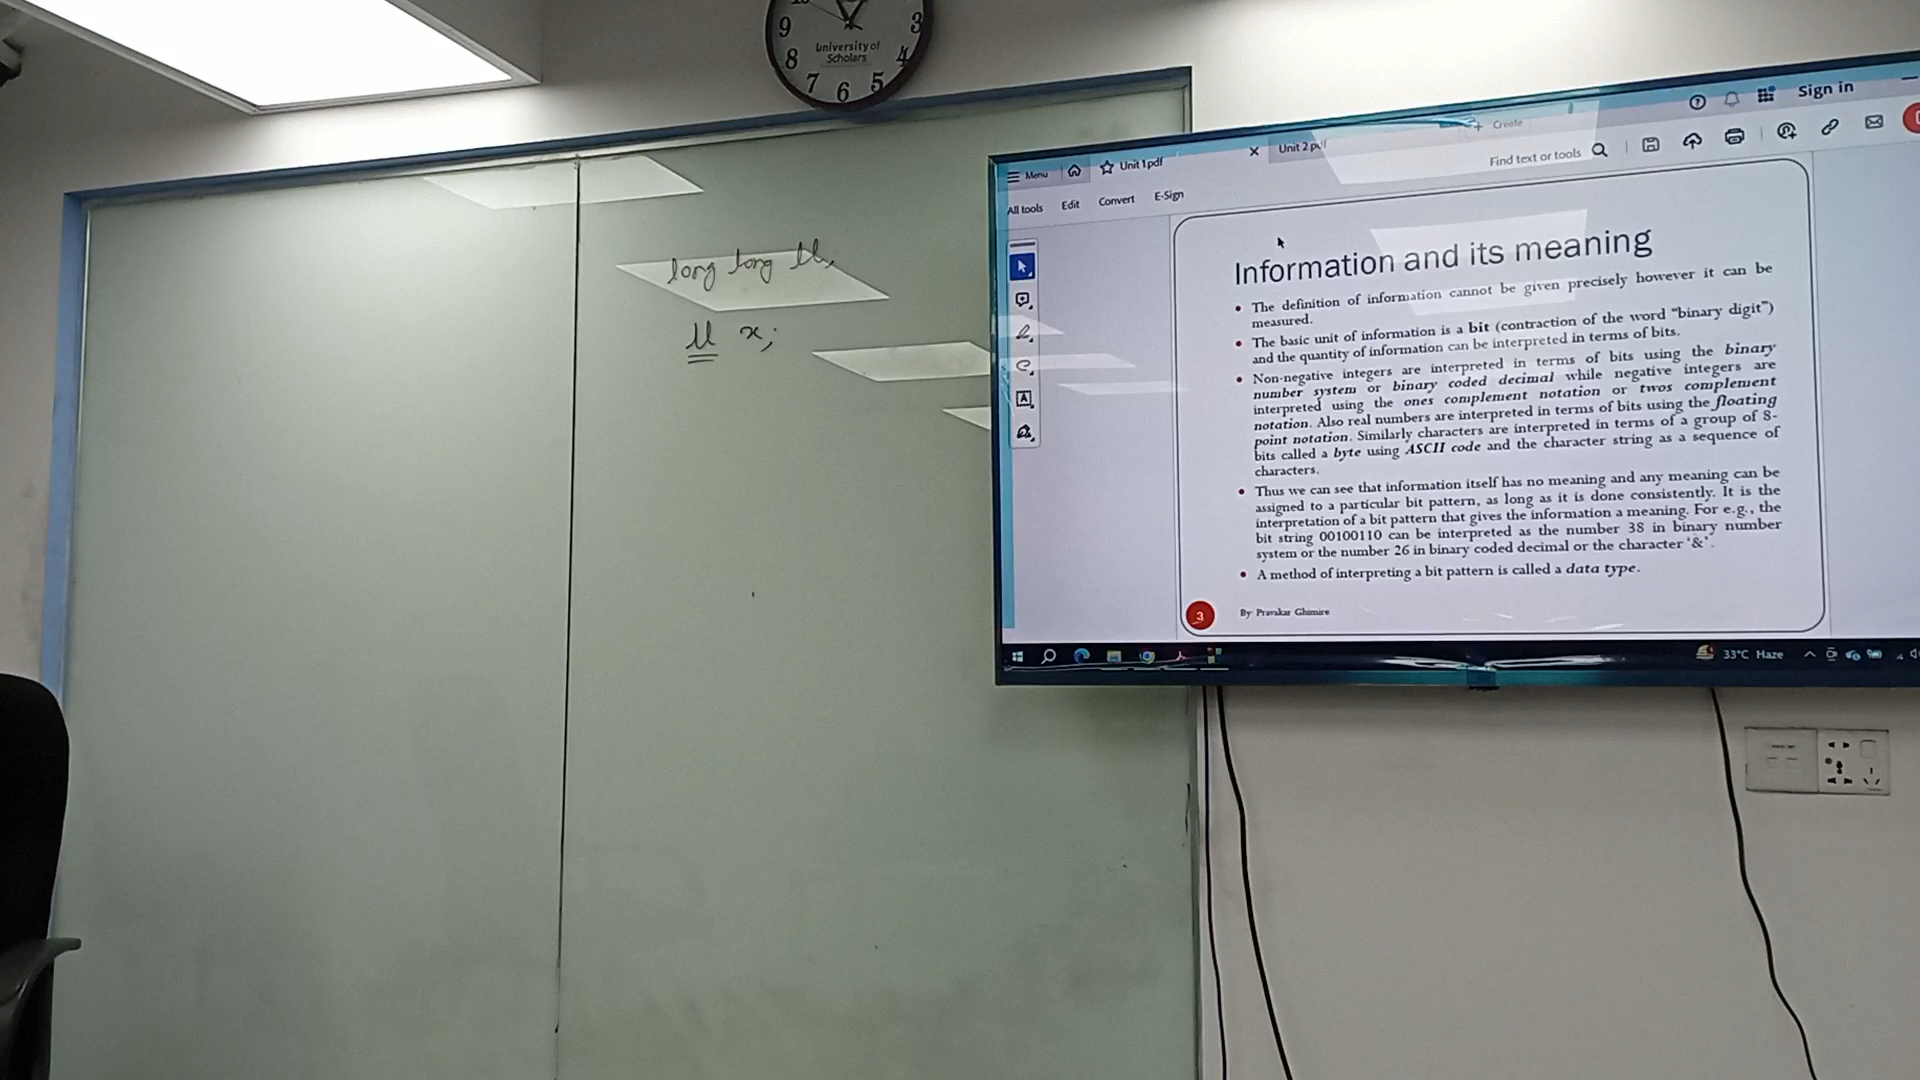 9
3
8
4
7
6
5
University of
Scholars
long long ll,
ll x;
Menu
Unit 1.pdf
Unit 2.pdf
Create
Sign in
All tools
Edit
Convert
E-Sign
Find text or tools
Information and its meaning
• The definition of information cannot be given precisely however it can be
measured.
• The basic unit of information is a bit (contraction of the word "binary digit")
and the quantity of information can be interpreted in terms of bits.
• Non-negative integers are interpreted in terms of bits using the binary
number system or binary coded decimal while negative integers are
interpreted using the ones complement notation or twos complement
notation. Also real numbers are interpreted in terms of bits using the floating
point notation. Similarly characters are interpreted in terms of a group of 8-
bits called a byte using ASCII code and the character string as a sequence of
characters.
• Thus we can see that information itself has no meaning and any meaning can be
assigned to a particular bit pattern, as long as it is done consistently. It is the
interpretation of a bit pattern that gives the information a meaning. For e.g., the
bit string 00100110 can be interpreted as the number 38 in binary number
system or the number 26 in binary coded decimal or the character '&'.
• A method of interpreting a bit pattern is called a data type.
3
By Pravakar Ghimire
33°C Haze